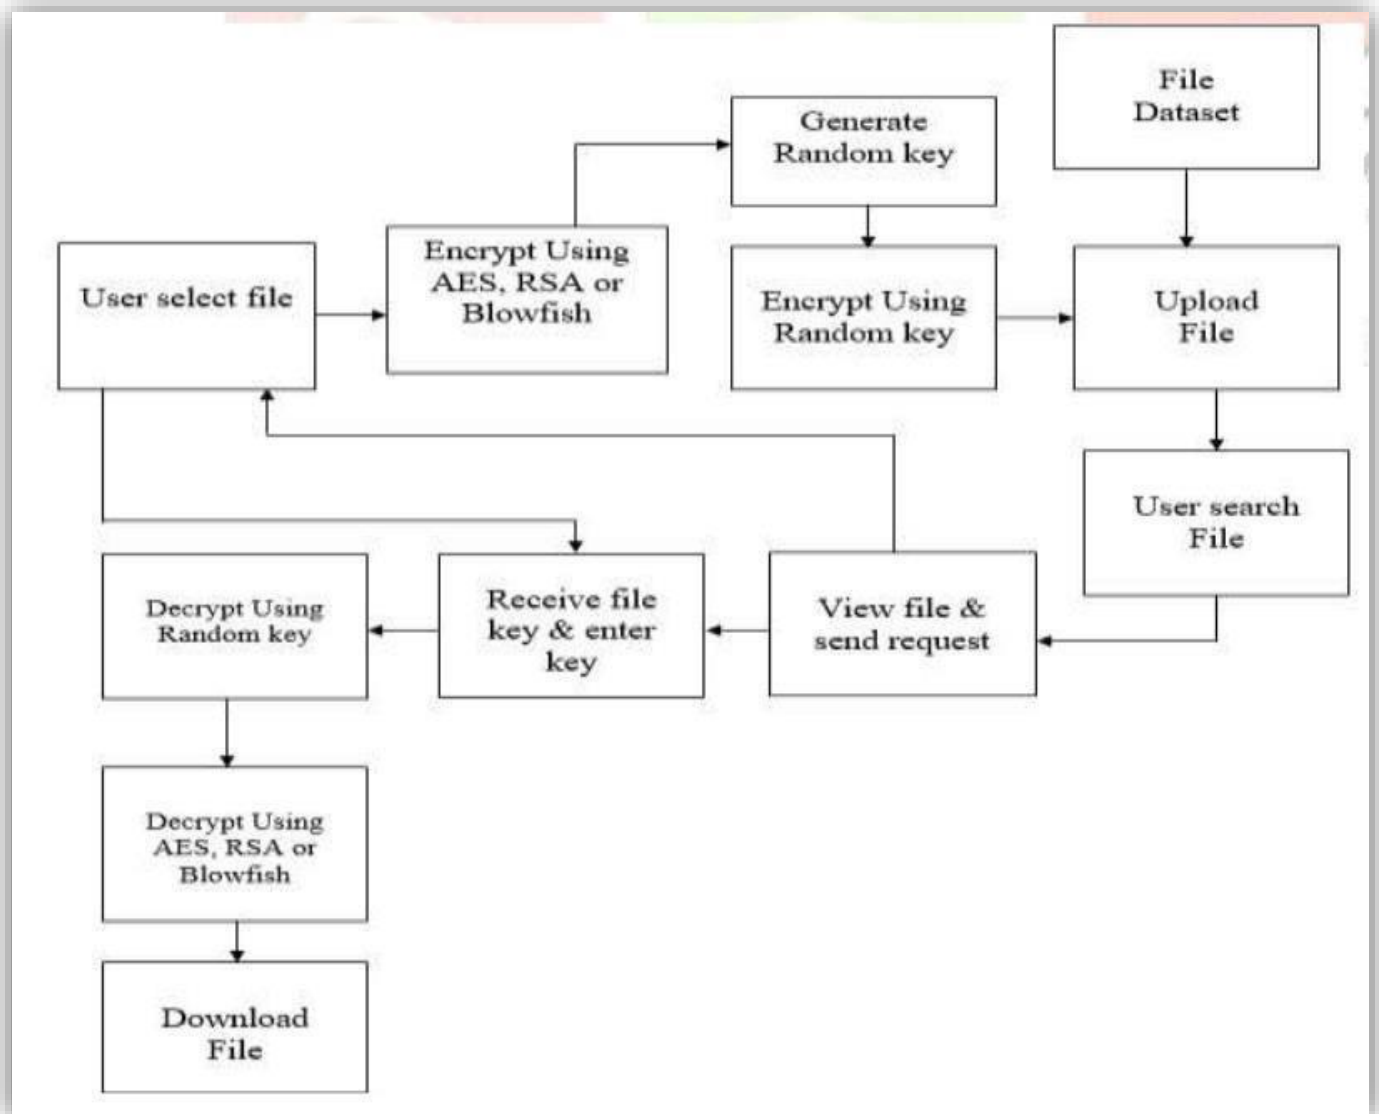 File
Dataset
Generate
Random key
User select file
Encrypt Using
AES, RSA or
Blowfish
Encrypt Using
Random key
Upload
File
User search
File
Decrypt Using
Random key
Receive file
key & enter
key
View file &
send request
Decrypt Using
AES, RSA or
Blowfish
Download
File